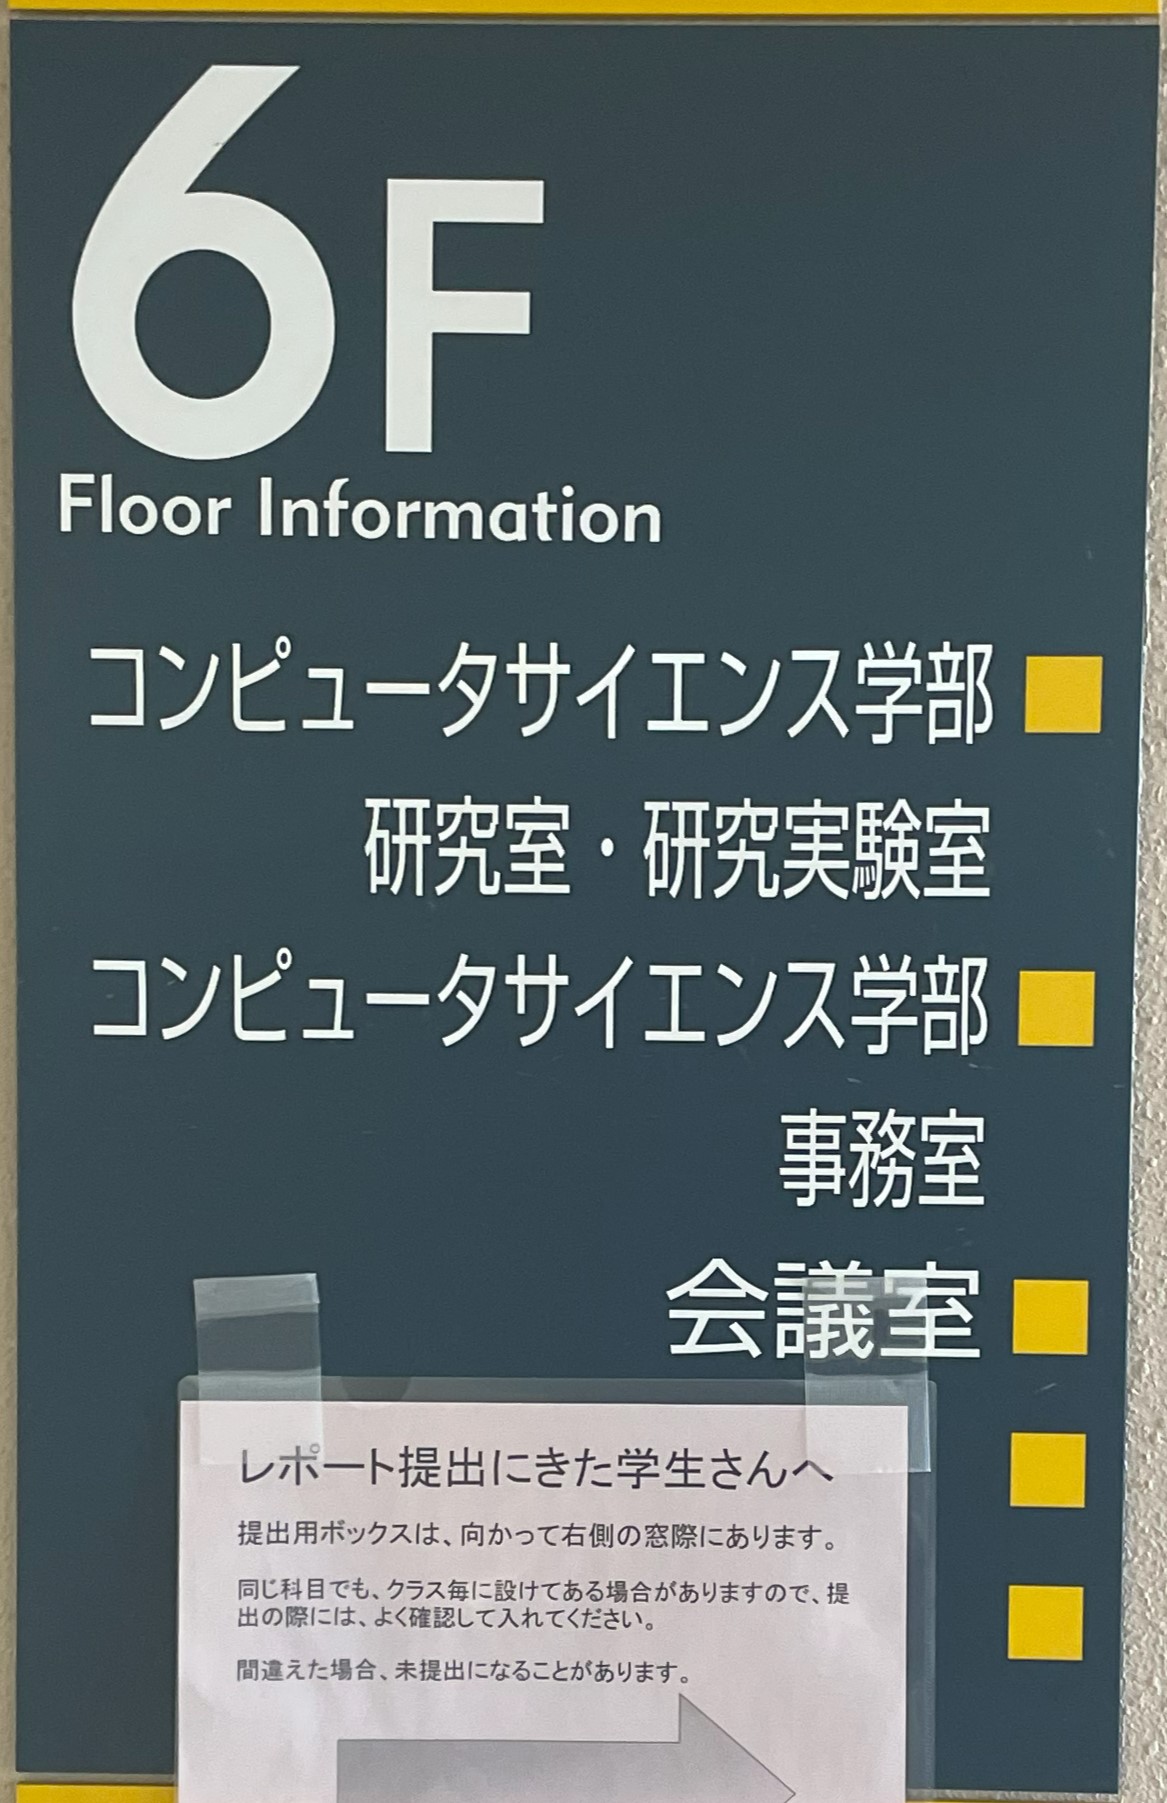 6F
Floor Information
コンピュータサイエンス学部
研究室・研究実験室
コンピュータサイエンス学部
事務室
会議室
レポート提出にきた学生さんへ
提出用ボックスは、向かって右側の窓際にあります。
同じ科目でも、クラス毎に設けてある場合がありますので、提
出の際には、よく確認して入れてください。
間違えた場合、未提出になることがあります。